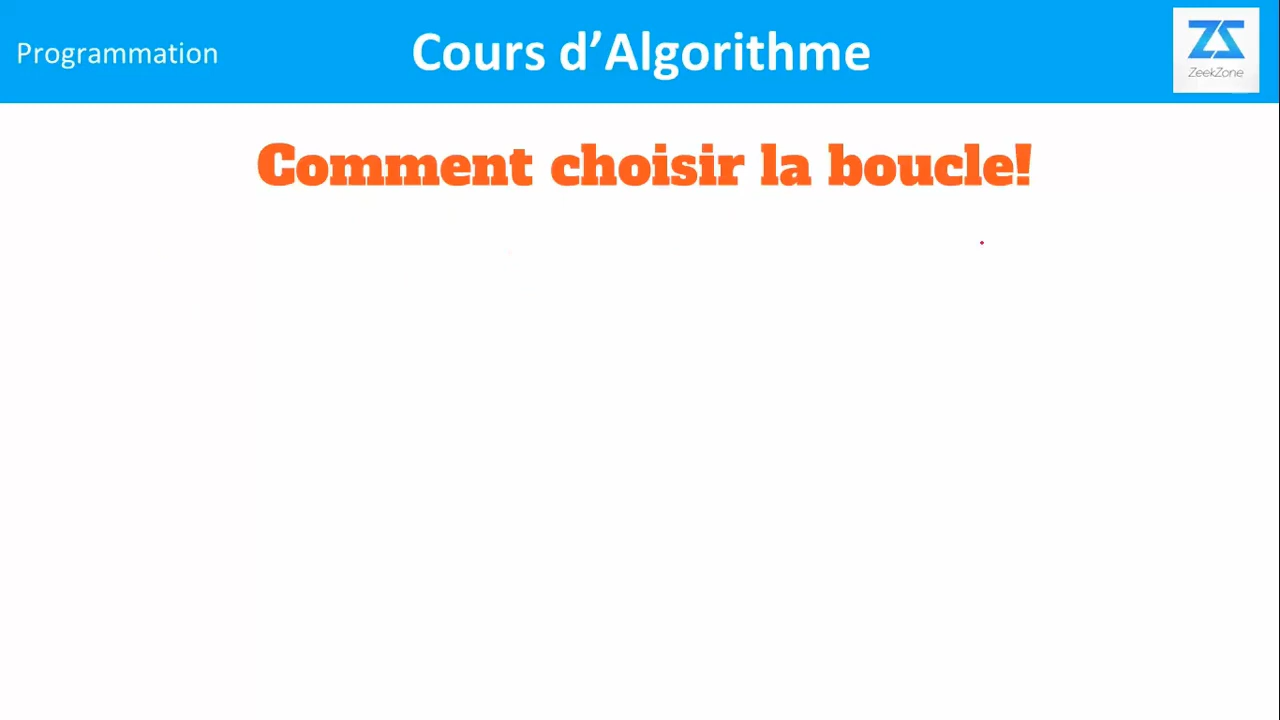 Programmation
Cours d’Algorithme
ZeekZone
Comment choisir la boucle!